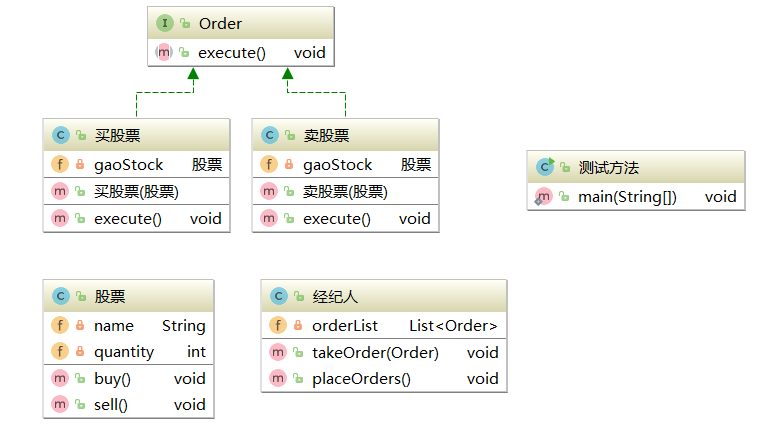 I Order
m execute() void
C 买股票
f gaoStock 股票
m 买股票(股票)
m execute() void
C 卖股票
f gaoStock 股票
m 卖股票(股票)
m execute() void
C 测试方法
m main(String[]) void
C 股票
f name String
f quantity int
m buy() void
m sell() void
C 经纪人
f orderList List<Order>
m takeOrder(Order) void
m placeOrders() void